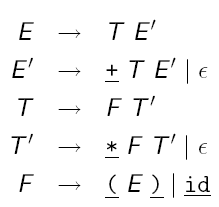 E → T E′
E′ → + T E′ | ϵ
T → F T′
T′ → * F T′ | ϵ
F → ( E ) | id